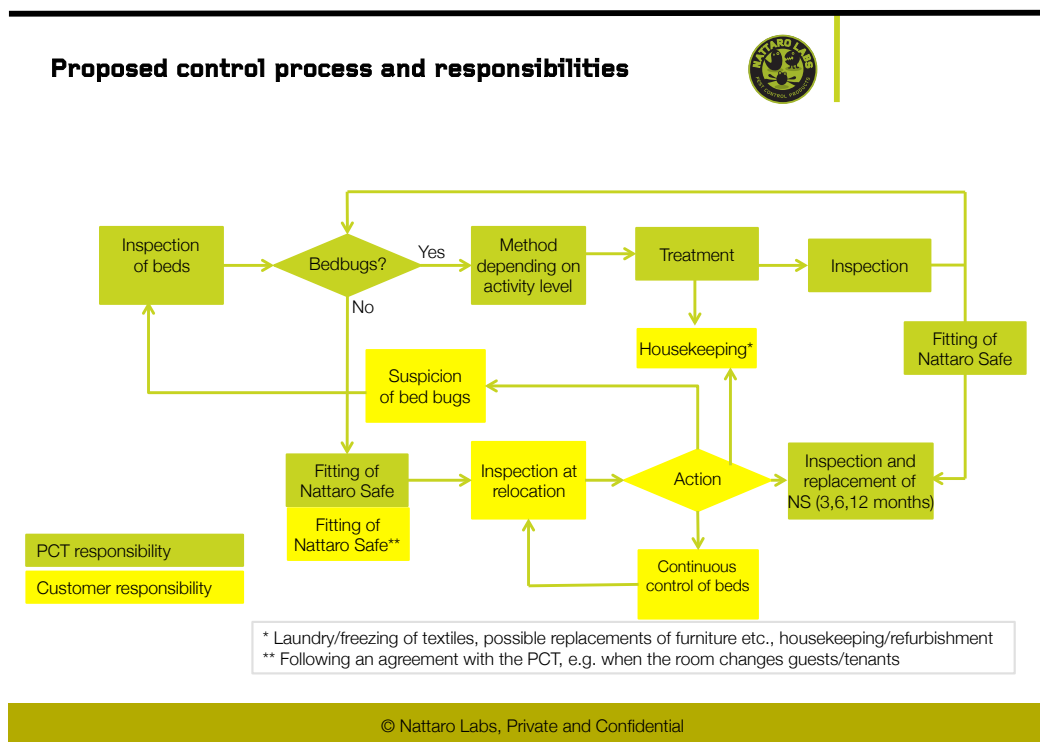 Proposed control process and responsibilities
NATTARO LABS
PEST CONTROL PRODUCTS
Inspection
of beds
Bedbugs?
Yes
No
Method
depending on
activity level
Treatment
Inspection
Housekeeping*
Fitting of
Nattaro Safe
Suspicion
of bed bugs
Fitting of
Nattaro Safe
Fitting of
Nattaro Safe**
Inspection at
relocation
Action
Inspection and
replacement of
NS (3,6,12 months)
Continuous
control of beds
PCT responsibility
Customer responsibility
* Laundry/freezing of textiles, possible replacements of furniture etc., housekeeping/refurbishment
** Following an agreement with the PCT, e.g. when the room changes guests/tenants
© Nattaro Labs, Private and Confidential